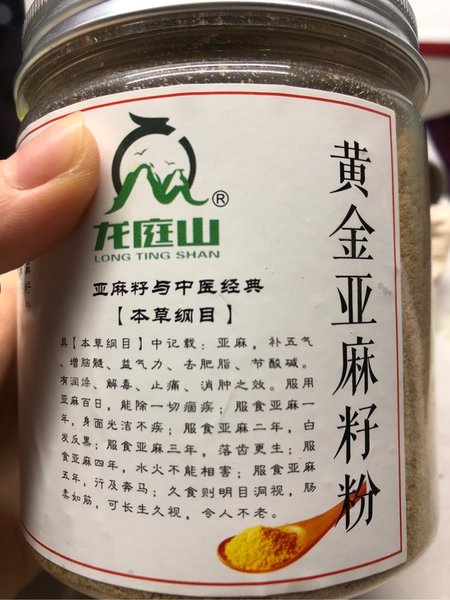 龙庭山®
LONG TING SHAN
亚麻籽与中医经典
【本草纲目】
具【本草纲目】中记载：亚麻，补五气
、增脑髓、益气力、去肥脂、节酸碱。
有润燥、解毒、止痛、消肿之效。服用
亚麻百日，能除一切痼疾；服食亚麻一
年，身面光洁不疾；服食亚麻二年，白
发反黑；服食亚麻三年，落齿更生；服
食亚麻四年，水火不能相害；服食亚麻
五年，行及奔马；久食则明目洞视，肠
柔如筋，可长生久视，令人不老。
黄金亚麻籽粉